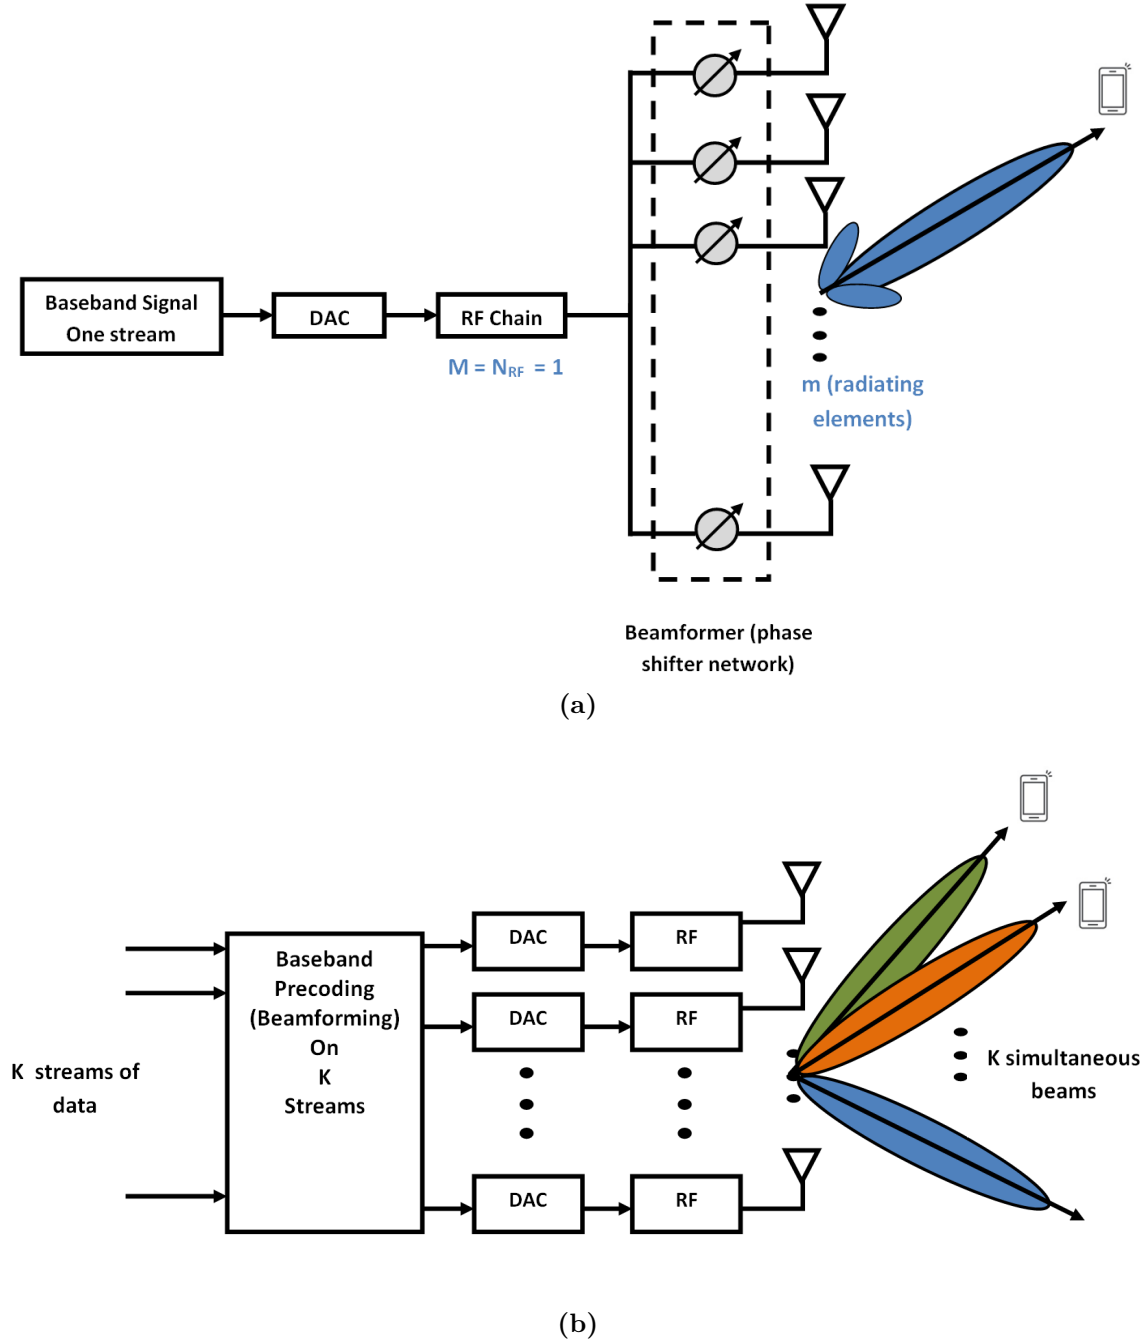 Baseband Signal
One stream
DAC
RF Chain
M = N_RF = 1
m (radiating
elements)
Beamformer (phase
shifter network)
(a)
K streams of
data
Baseband
Precoding
(Beamforming)
On
K
Streams
DAC
RF
DAC
RF
DAC
RF
K simultaneous
beams
(b)